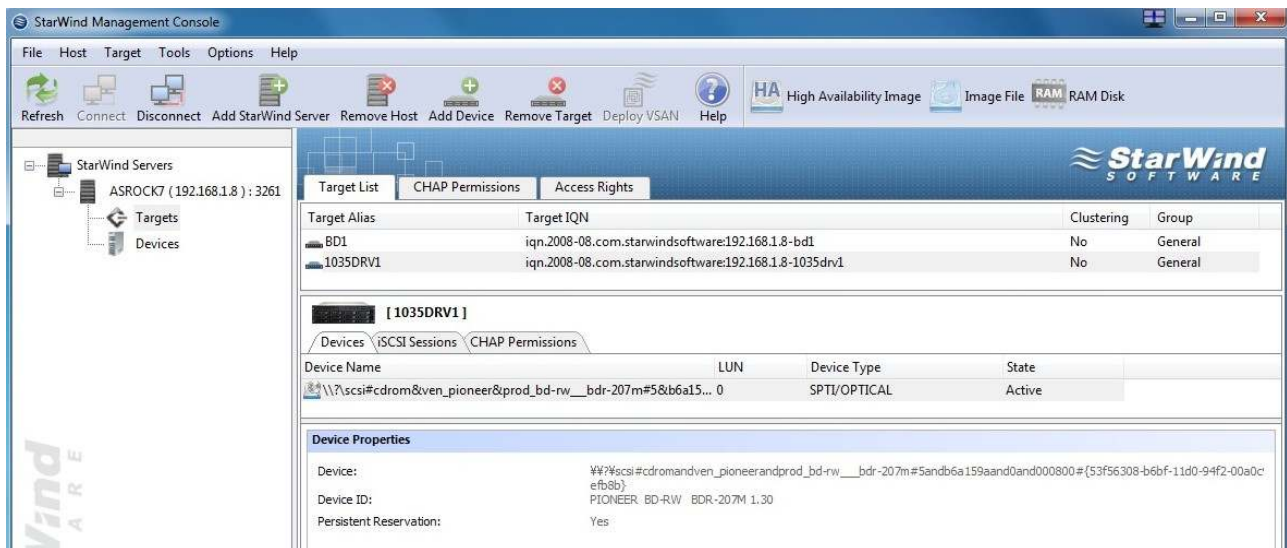 StarWind Management Console
File Host Target Tools Options Help
Refresh Connect Disconnect Add StarWind Server Remove Host Add Device Remove Target Deploy VSAN Help
HA High Availability Image Image File RAM RAM Disk
StarWind Servers
ASROCK7 ( 192.168.1.8 ) : 3261
Targets
Devices
StarWind
SOFTWARE
Target List CHAP Permissions Access Rights
Target Alias Target IQN Clustering Group
BD1 iqn.2008-08.com.starwindsoftware:192.168.1.8-bd1 No General
1035DRV1 iqn.2008-08.com.starwindsoftware:192.168.1.8-1035drv1 No General
[ 1035DRV1 ]
Devices iSCSI Sessions CHAP Permissions
Device Name LUN Device Type State
\\?\scsi#cdrom&ven_pioneer&prod_bd-rw___bdr-207m#5&b6a15... 0 SPTI/OPTICAL Active
Device Properties
Device: ¥¥?¥scsi#cdromandven_pioneerandprod_bd-rw___bdr-207m#5andb6a159aand0and000800#{53f56308-b6bf-11d0-94f2-00a0c
efb8b}
Device ID: PIONEER BD-RW BDR-207M 1.30
Persistent Reservation: Yes
Wind
ARE